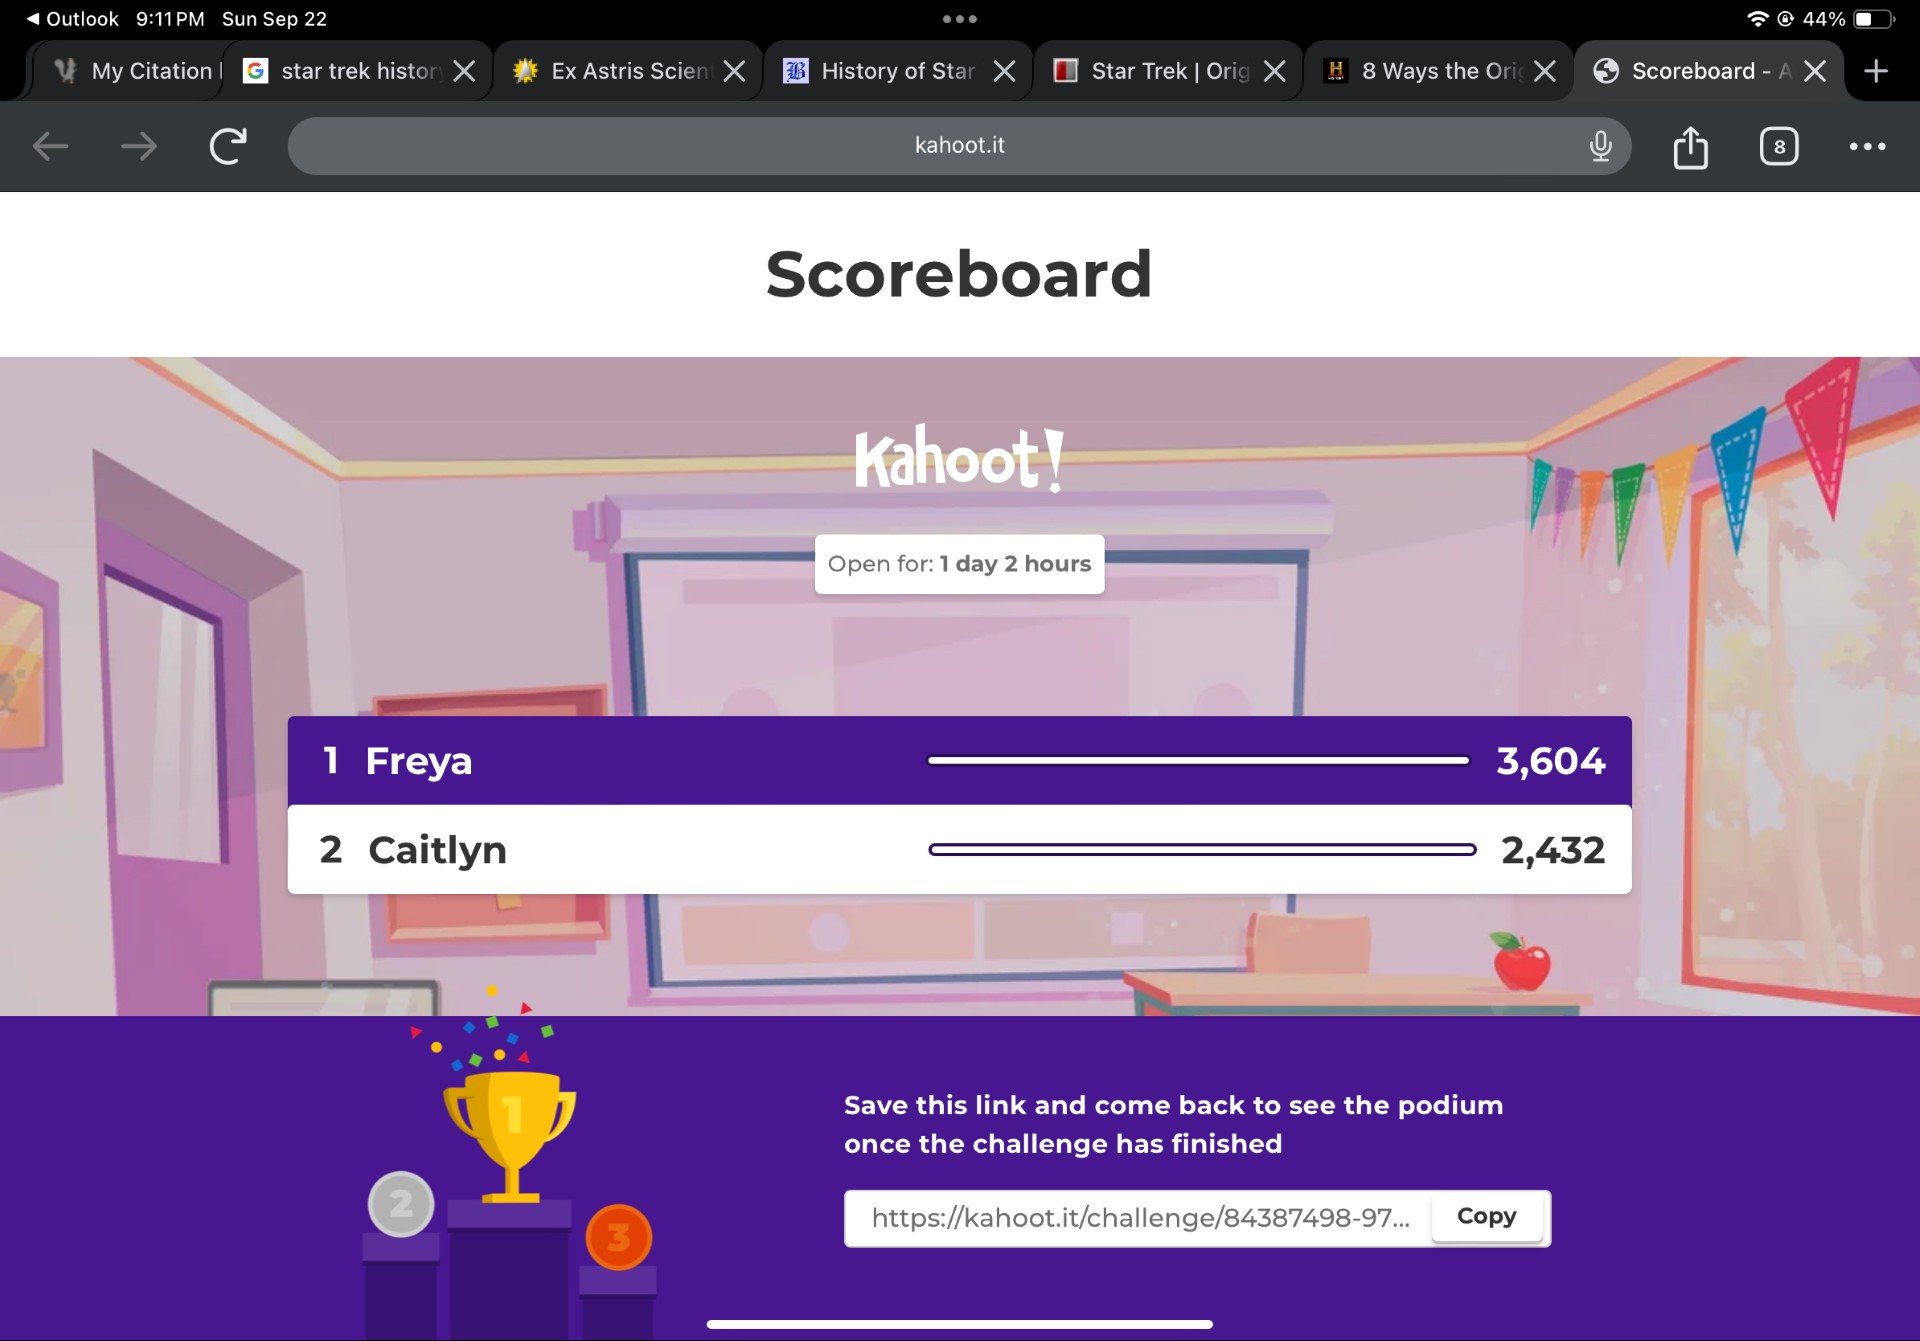 Outlook 9:11 PM Sun Sep 22 44%
My Citation star trek history Ex Astris Scient History of Star Star Trek | Orig 8 Ways the Orig Scoreboard - A
kahoot.it 8
Scoreboard
Kahoot!
Open for: 1 day 2 hours
1 Freya 3,604
2 Caitlyn 2,432
1
2
3
Save this link and come back to see the podium
once the challenge has finished
https://kahoot.it/challenge/84387498-97... Copy